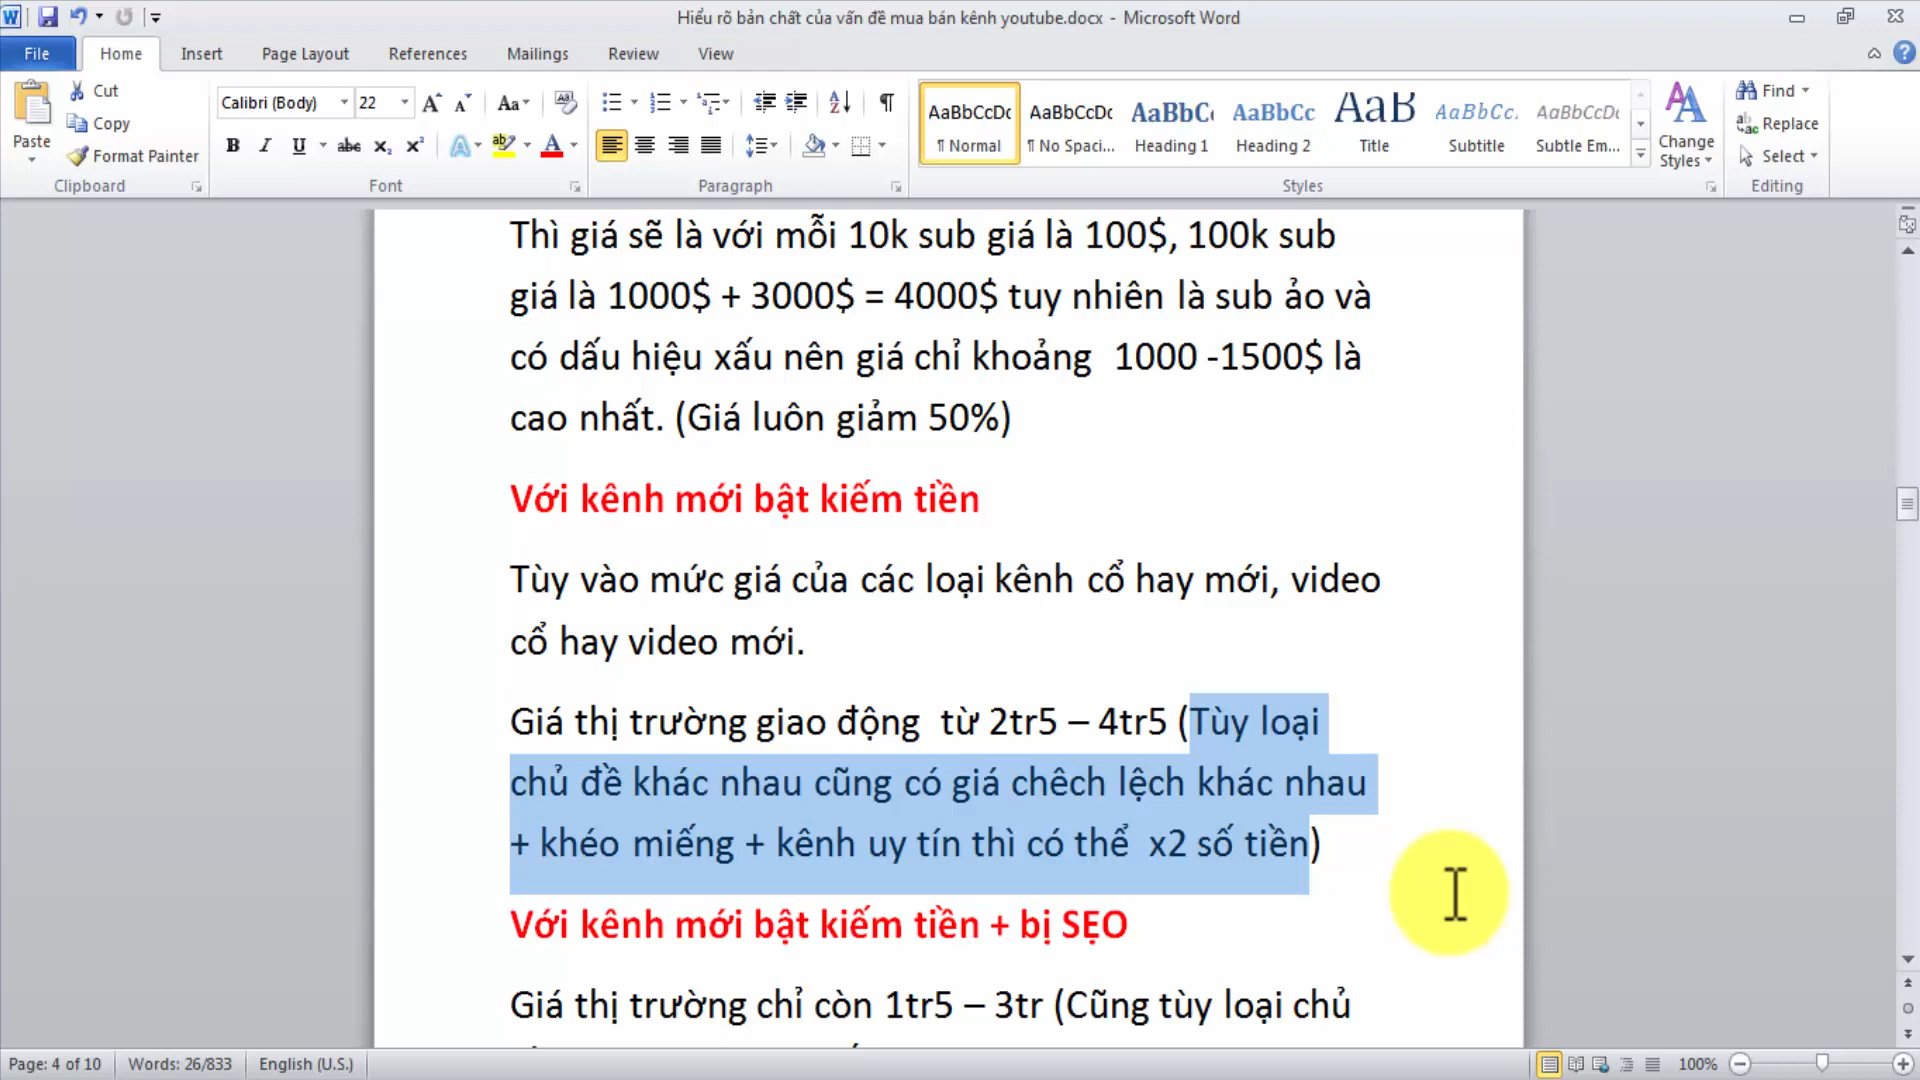 Hiểu rõ bản chất của vấn đề mua bán kênh youtube.docx - Microsoft Word
File Home Insert Page Layout References Mailings Review View
Cut
Copy
Format Painter
Paste
Clipboard
Calibri (Body) 22
Font
Paragraph
AaBbCcDc AaBbCcDc AaBbC AaBbCc AaB AaBbCc. AaBbCcDc
¶ Normal ¶ No Spaci... Heading 1 Heading 2 Title Subtitle Subtle Em...
Styles
Change
Styles
Find
Replace
Select
Editing
Thì giá sẽ là với mỗi 10k sub giá là 100$, 100k sub
giá là 1000$ + 3000$ = 4000$ tuy nhiên là sub ảo và
có dấu hiệu xấu nên giá chỉ khoảng 1000 -1500$ là
cao nhất. (Giá luôn giảm 50%)
Với kênh mới bật kiếm tiền
Tùy vào mức giá của các loại kênh cổ hay mới, video
cổ hay video mới.
Giá thị trường giao động từ 2tr5 – 4tr5 (Tùy loại
chủ đề khác nhau cũng có giá chêch lệch khác nhau
+ khéo miếng + kênh uy tín thì có thể x2 số tiền)
Với kênh mới bật kiếm tiền + bị SẸO
Giá thị trường chỉ còn 1tr5 – 3tr (Cũng tùy loại chủ
Page: 4 of 10 Words: 26/833 English (U.S.) 100%